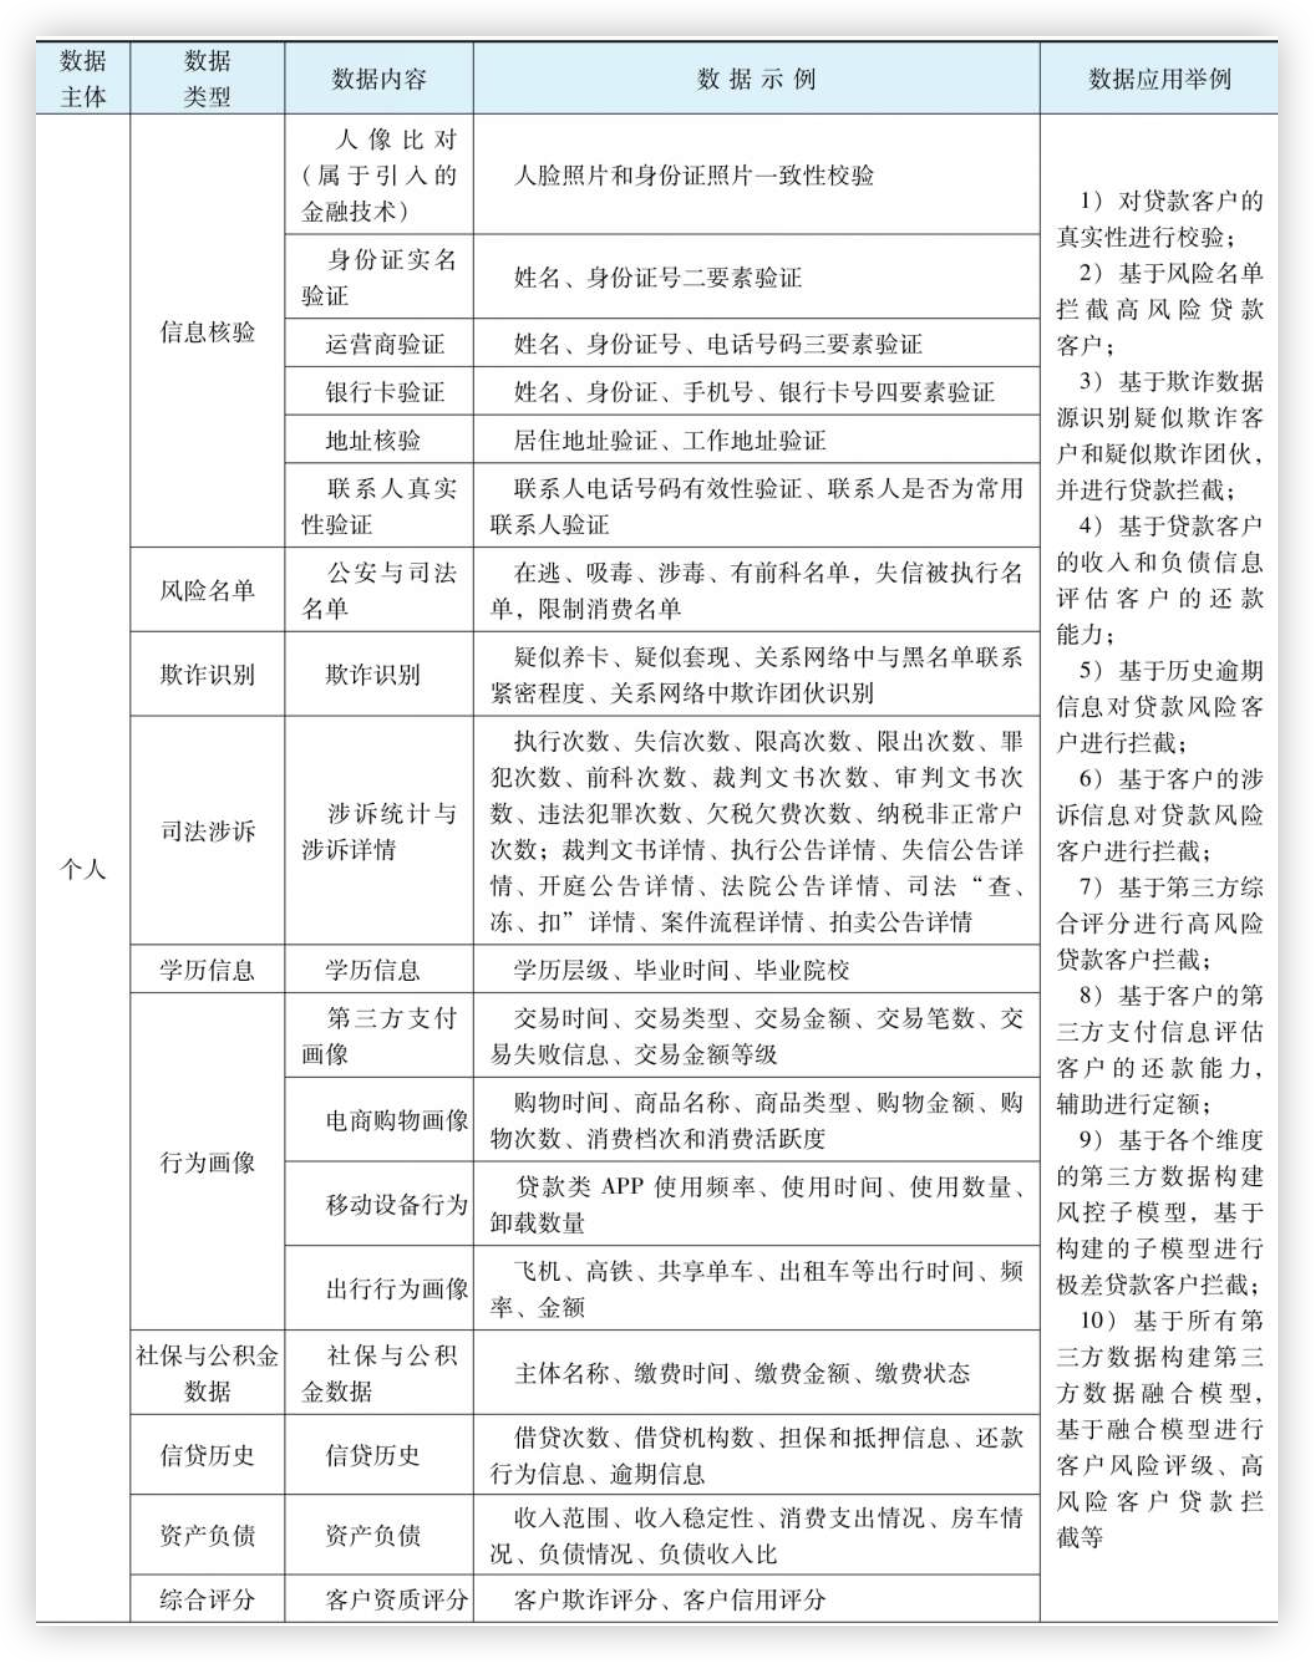 数据
主体
数据
类型
数据内容
数据示例
数据应用举例
个人
信息核验
人像比对
(属于引入的
金融技术)
人脸照片和身份证照片一致性校验
身份证实名
验证
姓名、身份证号二要素验证
运营商验证
姓名、身份证号、电话号码三要素验证
银行卡验证
姓名、身份证、手机号、银行卡号四要素验证
地址核验
居住地址验证、工作地址验证
联系人真实
性验证
联系人电话号码有效性验证、联系人是否为常用
联系人验证
风险名单
公安与司法
名单
在逃、吸毒、涉毒、有前科名单，失信被执行名
单，限制消费名单
欺诈识别
欺诈识别
疑似养卡、疑似套现、关系网络中与黑名单联系
紧密程度、关系网络中欺诈团伙识别
司法涉诉
涉诉统计与
涉诉详情
执行次数、失信次数、限高次数、限出次数、罪
犯次数、前科次数、裁判文书次数、审判文书次
数、违法犯罪次数、欠税欠费次数、纳税非正常户
次数；裁判文书详情、执行公告详情、失信公告详
情、开庭公告详情、法院公告详情、司法“查、
冻、扣”详情、案件流程详情、拍卖公告详情
学历信息
学历信息
学历层级、毕业时间、毕业院校
行为画像
第三方支付
画像
交易时间、交易类型、交易金额、交易笔数、交
易失败信息、交易金额等级
电商购物画像
购物时间、商品名称、商品类型、购物金额、购
物次数、消费档次和消费活跃度
移动设备行为
贷款类 APP 使用频率、使用时间、使用数量、
卸载数量
出行行为画像
飞机、高铁、共享单车、出租车等出行时间、频
率、金额
社保与公积金
数据
社保与公积
金数据
主体名称、缴费时间、缴费金额、缴费状态
信贷历史
信贷历史
借贷次数、借贷机构数、担保和抵押信息、还款
行为信息、逾期信息
资产负债
资产负债
收入范围、收入稳定性、消费支出情况、房车情
况、负债情况、负债收入比
综合评分
客户资质评分
客户欺诈评分、客户信用评分
1）对贷款客户的
真实性进行校验；
2）基于风险名单
拦截高风险贷款
客户；
3）基于欺诈数据
源识别疑似欺诈客
户和疑似欺诈团伙，
并进行贷款拦截；
4）基于贷款客户
的收入和负债信息
评估客户的还款
能力；
5）基于历史逾期
信息对贷款风险客
户进行拦截；
6）基于客户的涉
诉信息对贷款风险
客户进行拦截；
7）基于第三方综
合评分进行高风险
贷款客户拦截；
8）基于客户的第
三方支付信息评估
客户的还款能力，
辅助进行定额；
9）基于各个维度
的第三方数据构建
风控子模型，基于
构建的子模型进行
极差贷款客户拦截；
10）基于所有第
三方数据构建第三
方数据融合模型，
基于融合模型进行
客户风险评级、高
风险客户贷款拦
截等